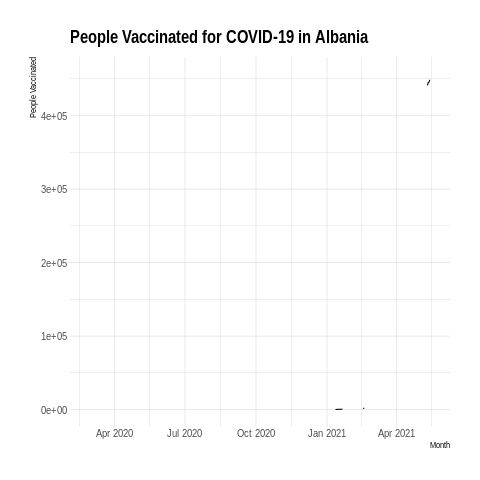 People Vaccinated for COVID-19 in Albania
People Vaccinated
4e+05
3e+05
2e+05
1e+05
0e+00
Apr 2020 Jul 2020 Oct 2020 Jan 2021 Apr 2021
Month